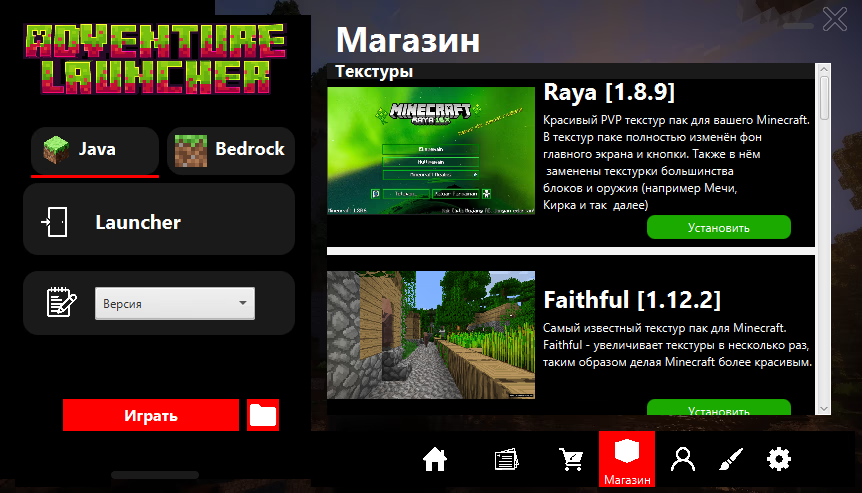 ADVENTURE
LAUNCHER
Java
Bedrock
Launcher
Версия
Играть
Магазин
Текстуры
MINECRAFT
Raya [1.8.9]
Красивый PVP текстур пак для вашего Minecraft.
В текстур паке полностью изменён фон
главного экрана и кнопки. Также в нём
заменены текстурки большинства
блоков и оружия (например Мечи,
Кирка и так далее)
Установить
Faithful [1.12.2]
Самый известный текстур пак для Minecraft.
Faithful - увеличивает текстуры в несколько раз,
таким образом делая Minecraft более красивым.
Установить
Магазин